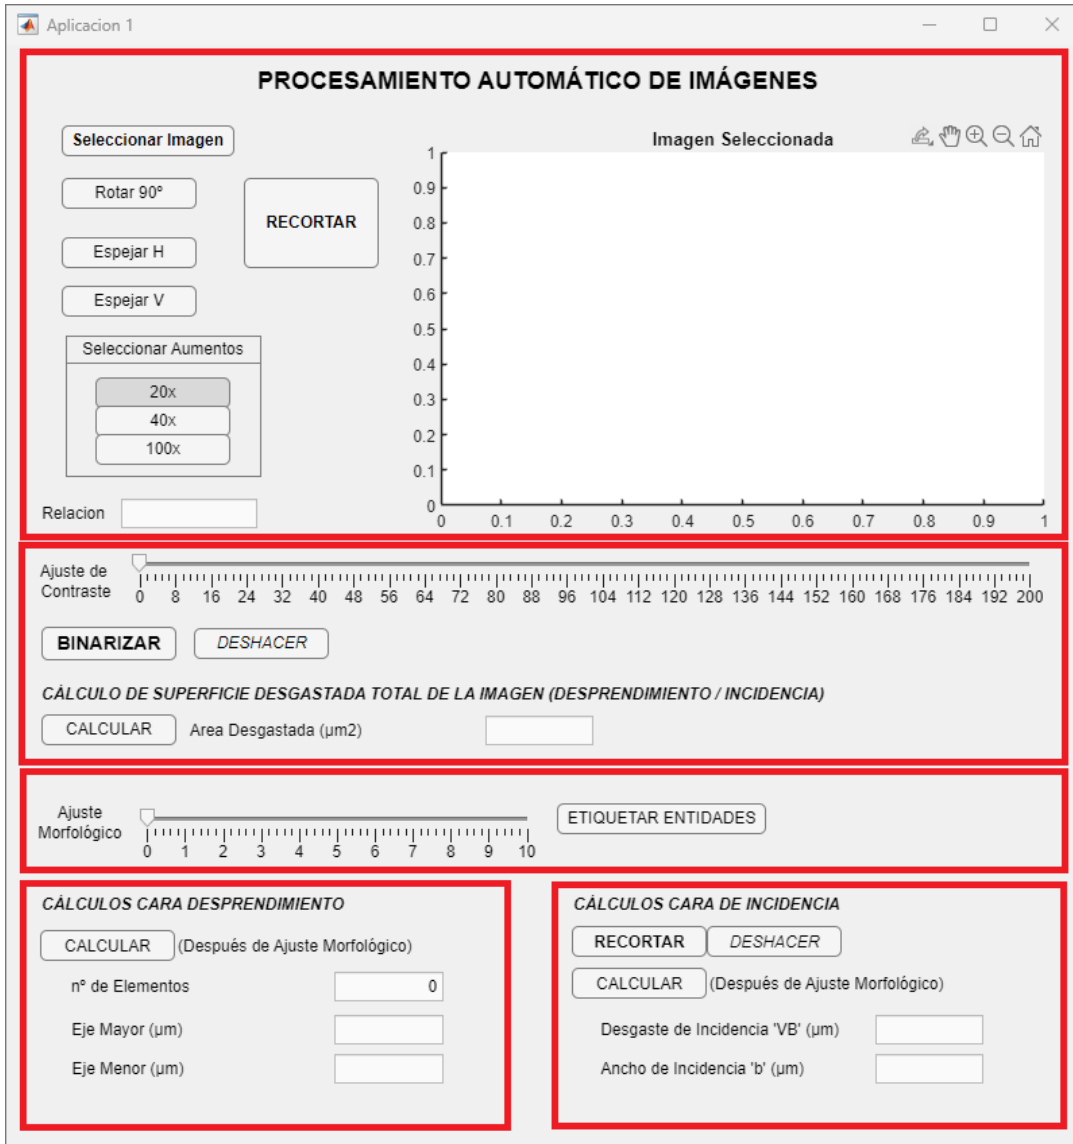 Aplicacion 1
PROCESAMIENTO AUTOMÁTICO DE IMÁGENES
Seleccionar Imagen
Rotar 90º
RECORTAR
Espejar H
Espejar V
Seleccionar Aumentos
20x
40x
100x
Relacion
Imagen Seleccionada
1
0.9
0.8
0.7
0.6
0.5
0.4
0.3
0.2
0.1
0
0 0.1 0.2 0.3 0.4 0.5 0.6 0.7 0.8 0.9 1
Ajuste de
Contraste
0 8 16 24 32 40 48 56 64 72 80 88 96 104 112 120 128 136 144 152 160 168 176 184 192 200
BINARIZAR DESHACER
CÁLCULO DE SUPERFICIE DESGASTADA TOTAL DE LA IMAGEN (DESPRENDIMIENTO / INCIDENCIA)
CALCULAR Area Desgastada (µm2)
Ajuste
Morfológico
0 1 2 3 4 5 6 7 8 9 10
ETIQUETAR ENTIDADES
CÁLCULOS CARA DESPRENDIMIENTO
CALCULAR (Después de Ajuste Morfológico)
nº de Elementos 0
Eje Mayor (µm)
Eje Menor (µm)
CÁLCULOS CARA DE INCIDENCIA
RECORTAR DESHACER
CALCULAR (Después de Ajuste Morfológico)
Desgaste de Incidencia 'VB' (µm)
Ancho de Incidencia 'b' (µm)